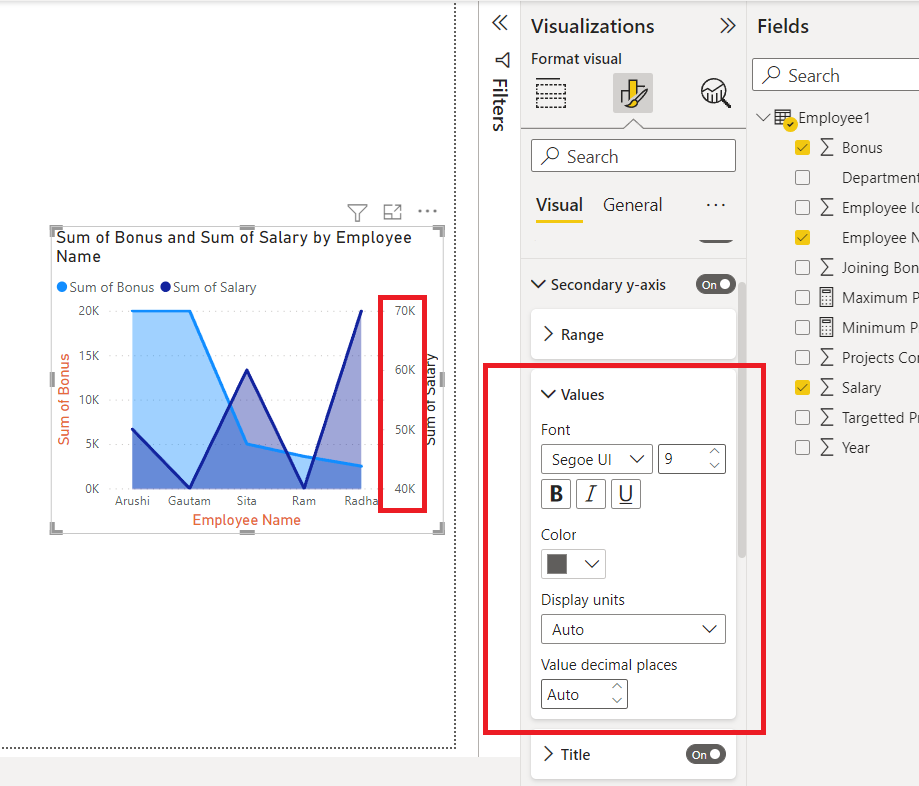 Sum of Bonus and Sum of Salary by Employee
Name
Sum of Bonus Sum of Salary
20K
15K
10K
5K
0K
Sum of Bonus
70K
60K
50K
40K
Sum of Salary
Arushi Gautam Sita Ram Radha
Employee Name
Filters
Visualizations
Format visual
Search
Visual General
Secondary y-axis On
Range
Values
Font
Segoe UI 9
B I U
Color
Display units
Auto
Value decimal places
Auto
Title On
Fields
Search
Employee1
Bonus
Department
Employee Id
Employee N
Joining Bon
Maximum P
Minimum P
Projects Con
Salary
Targetted Pr
Year